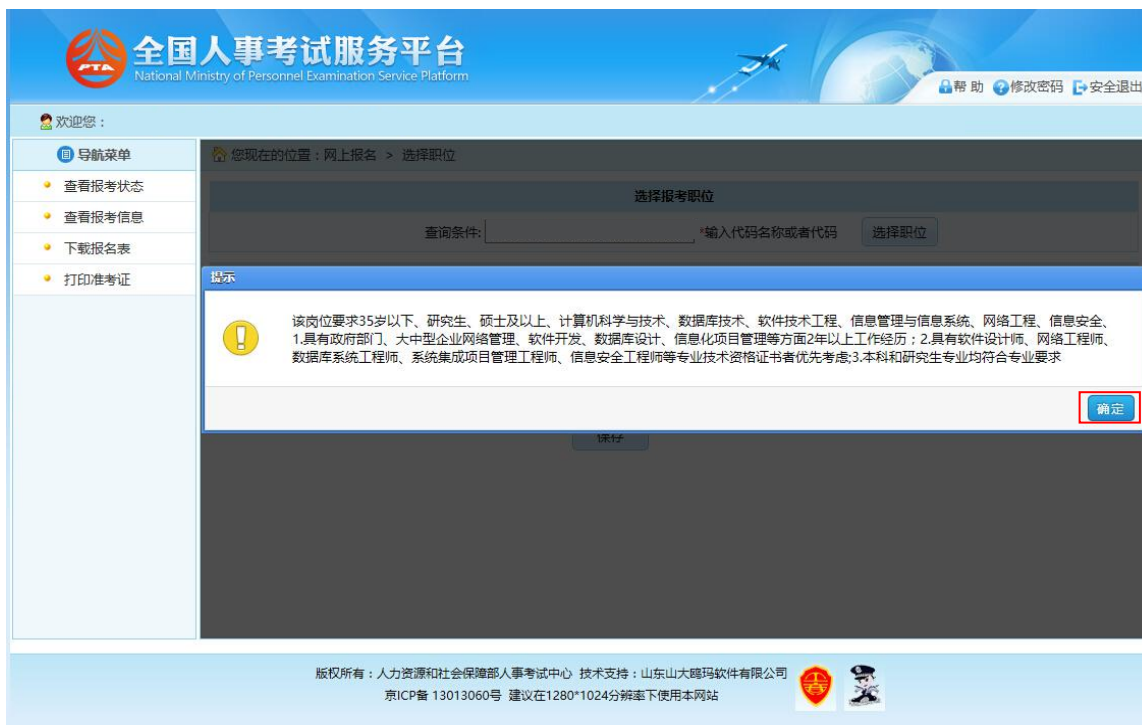 全国人事考试服务平台
PTA
National Ministry of Personnel Examination Service Platform
帮 助 修改密码 安全退出
欢迎您：
导航菜单
您现在的位置：网上报名 > 选择职位
查看报考状态
选择报考职位
查看报考信息
查询条件: *输入代码名称或者代码 选择职位
下载报名表
打印准考证
提示
该岗位要求35岁以下、研究生、硕士及以上、计算机科学与技术、数据库技术、软件技术工程、信息管理与信息系统、网络工程、信息安全、
1.具有政府部门、大中型企业网络管理、软件开发、数据库设计、信息化项目管理等方面2年以上工作经历；2.具有软件设计师、网络工程师、
数据库系统工程师、系统集成项目管理工程师、信息安全工程师等专业技术资格证书者优先考虑;3.本科和研究生专业均符合专业要求
确定
保存
版权所有：人力资源和社会保障部人事考试中心 技术支持：山东山大鸥玛软件有限公司
京ICP备 13013060号 建议在1280*1024分辨率下使用本网站